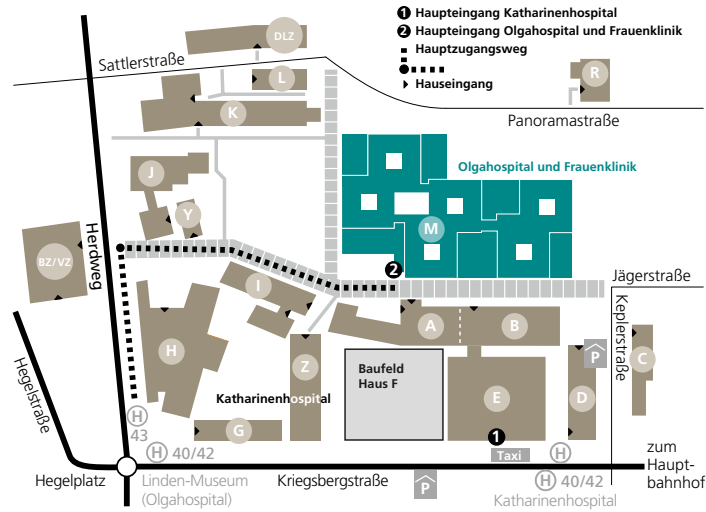 1 Haupteingang Katharinenhospital
2 Haupteingang Olgahospital und Frauenklinik
Hauptzugangsweg
Hauseingang
DLZ
Sattlerstraße
L
R
K
Panoramastraße
Olgahospital und Frauenklinik
J
Y
M
Herdweg
BZ/VZ
2
Jägerstraße
I
Keplerstraße
A
B
H
Z
P
C
Baufeld
Haus F
Hegelstraße
Katharinenhospital
E
D
G
H
43
1
H 40/42
Taxi
H
zum
Haupt-
bahnhof
Hegelplatz
Linden-Museum
(Olgahospital)
Kriegsbergstraße
P
H 40/42
Katharinenhospital